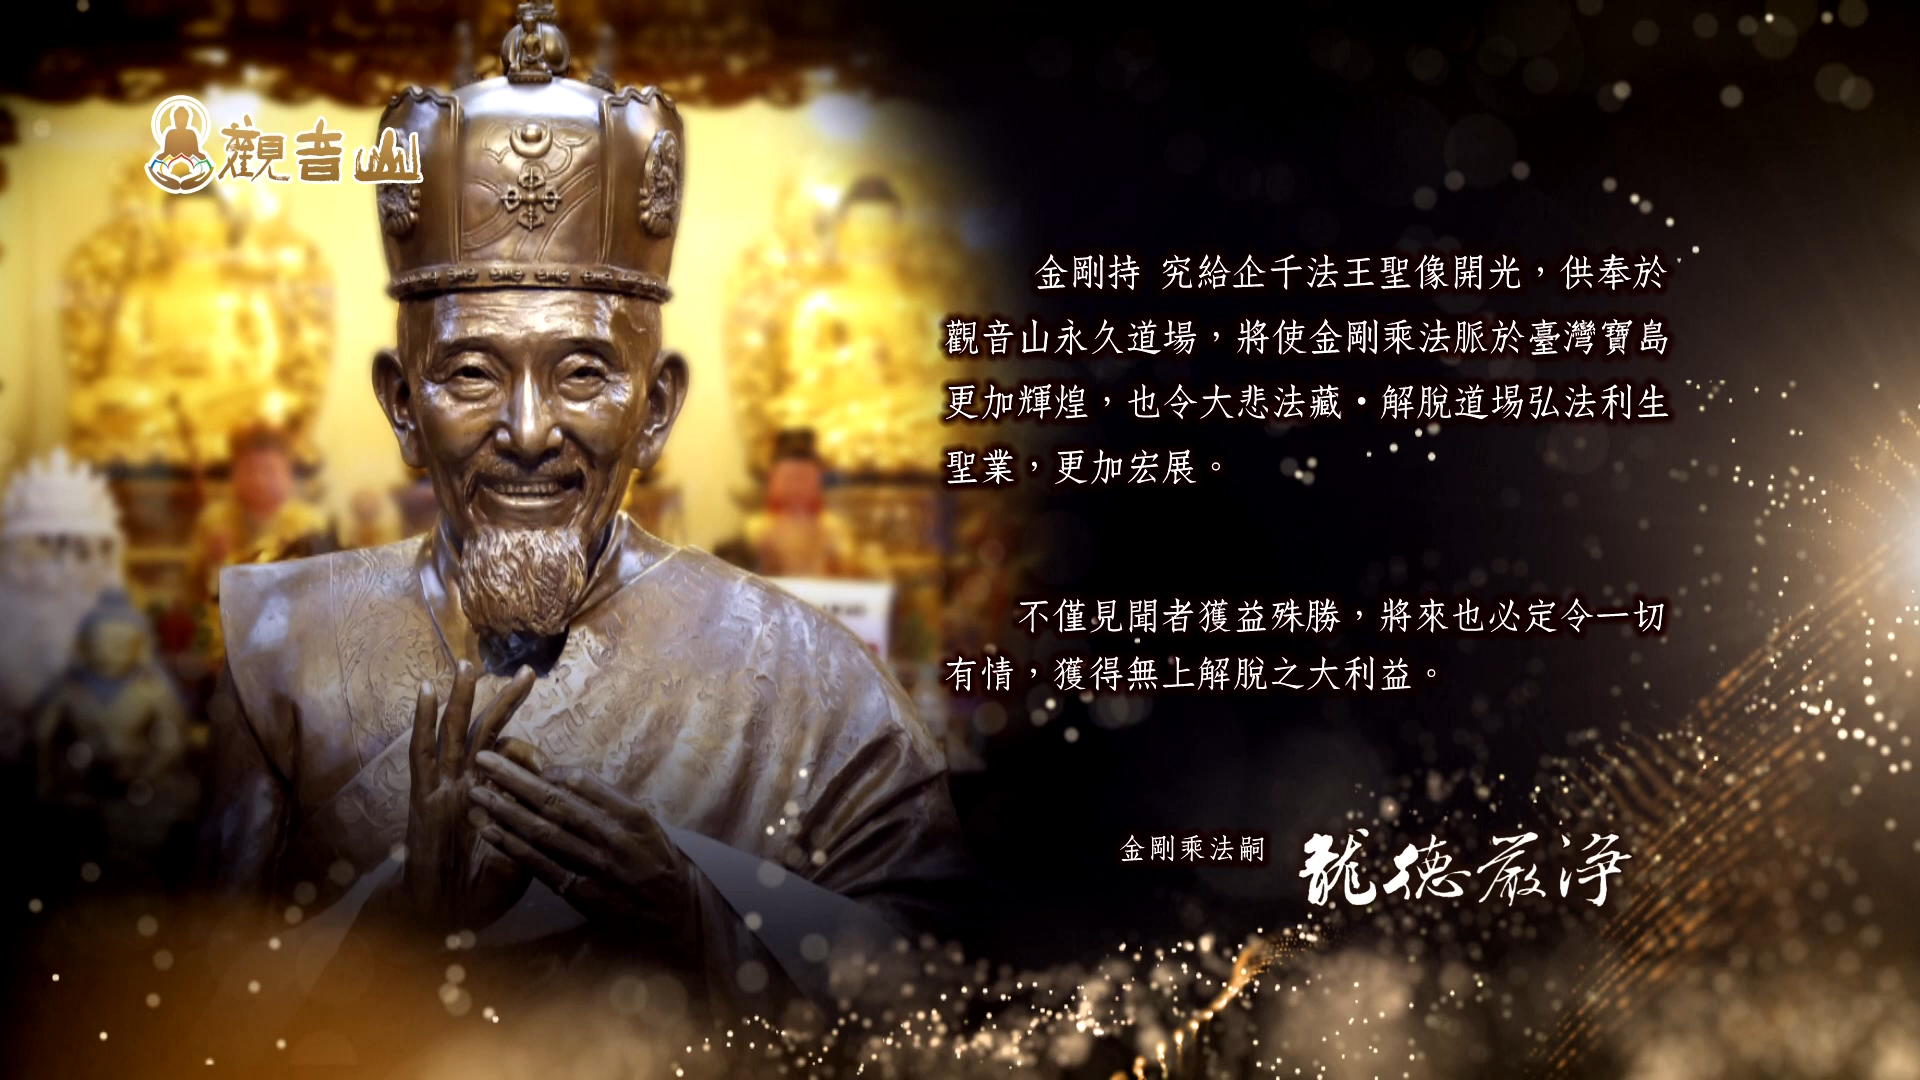 觀音山
金剛持 究給企千法王聖像開光，供奉於
觀音山永久道場，將使金剛乘法脈於臺灣寶島
更加輝煌，也令大悲法藏•解脫道場弘法利生
聖業，更加宏展。
不僅見聞者獲益殊勝，將來也必定令一切
有情，獲得無上解脫之大利益。
金剛乘法嗣 龍德嚴淨